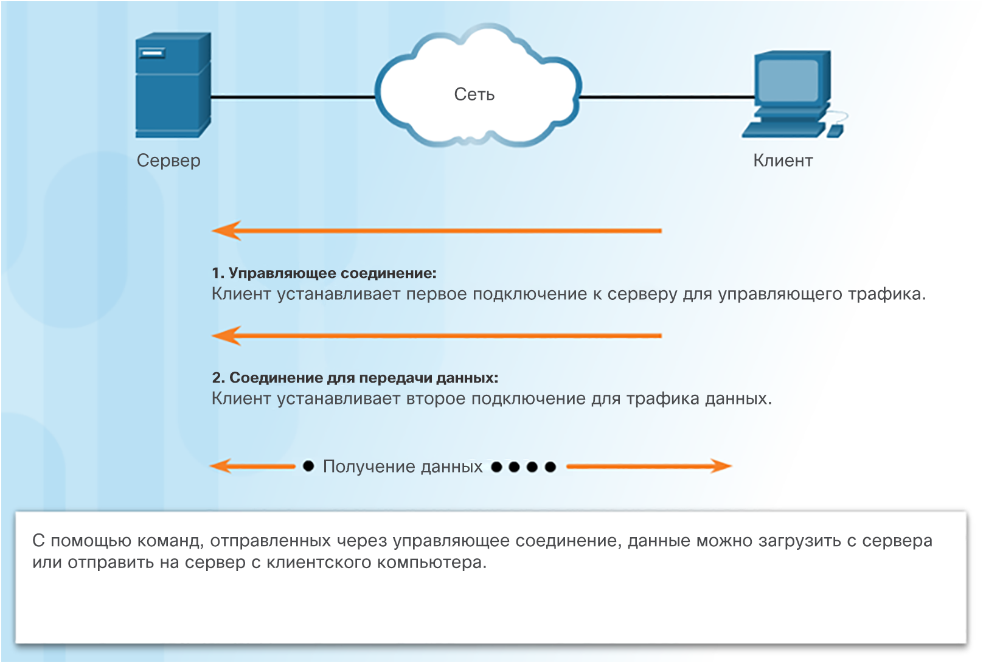 Сеть
Сервер
Клиент
1. Управляющее соединение:
Клиент устанавливает первое подключение к серверу для управляющего трафика.
2. Соединение для передачи данных:
Клиент устанавливает второе подключение для трафика данных.
Получение данных
С помощью команд, отправленных через управляющее соединение, данные можно загрузить с сервера
или отправить на сервер с клиентского компьютера.